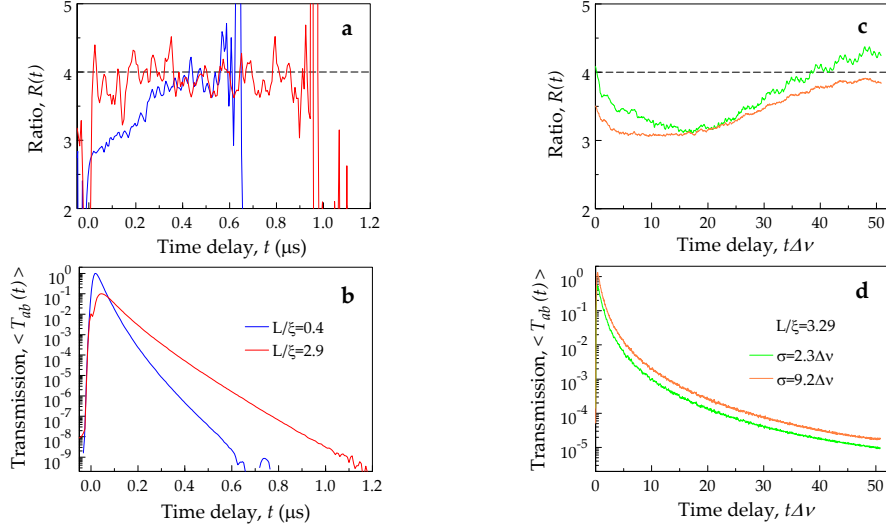 5
4
3
2
Ratio, R(t)
a
0.0 0.2 0.4 0.6 0.8 1.0 1.2
Time delay, t (μs)
5
4
3
2
Ratio, R(t)
c
0 10 20 30 40 50
Time delay, tΔν
10^0
10^-1
10^-2
10^-3
10^-4
10^-5
10^-6
10^-7
10^-8
10^-9
Transmission, < T_ab (t) >
b
L/ξ=0.4
L/ξ=2.9
0.0 0.2 0.4 0.6 0.8 1.0 1.2
Time delay, t (μs)
10^0
10^-1
10^-2
10^-3
10^-4
10^-5
Transmission, < T_ab (t) >
d
L/ξ=3.29
σ=2.3Δν
σ=9.2Δν
0 10 20 30 40 50
Time delay, tΔν